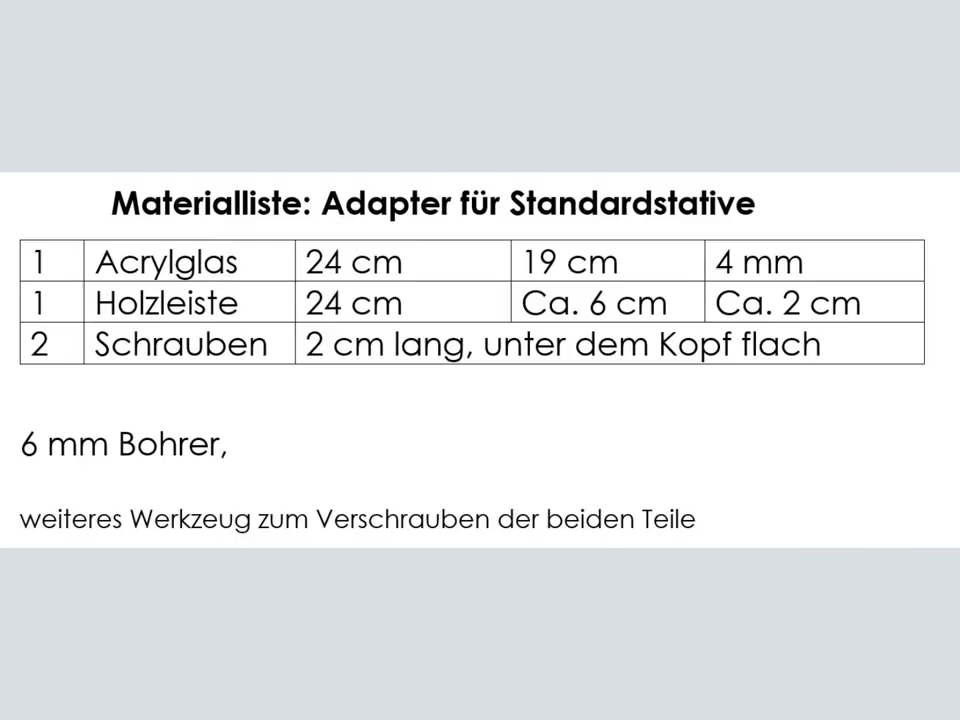 Materialliste: Adapter für Standardstative
1 Acrylglas 24 cm 19 cm 4 mm
1 Holzleiste 24 cm Ca. 6 cm Ca. 2 cm
2 Schrauben 2 cm lang, unter dem Kopf flach
6 mm Bohrer,
weiteres Werkzeug zum Verschrauben der beiden Teile